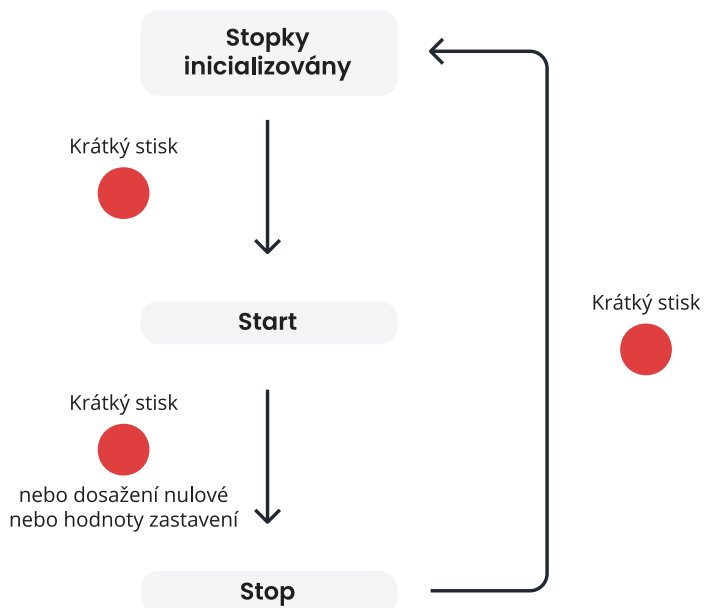 Stopky
inicializovány
Krátký stisk
Start
Krátký stisk
Krátký stisk
nebo dosažení nulové
nebo hodnoty zastavení
Stop